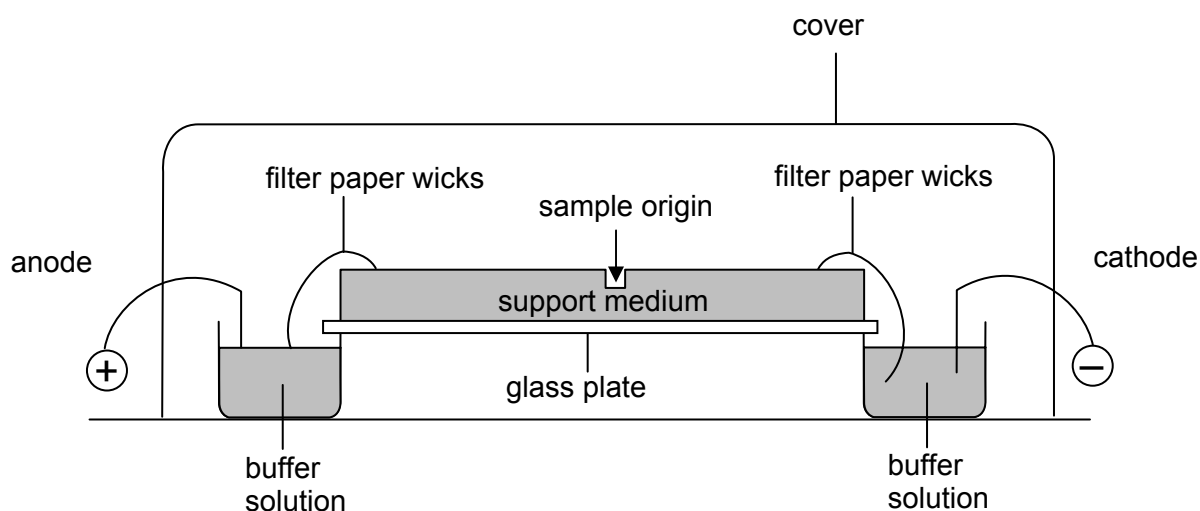 cover
filter paper wicks
filter paper wicks
sample origin
anode
cathode
support medium
+
–
glass plate
buffer
solution
buffer
solution